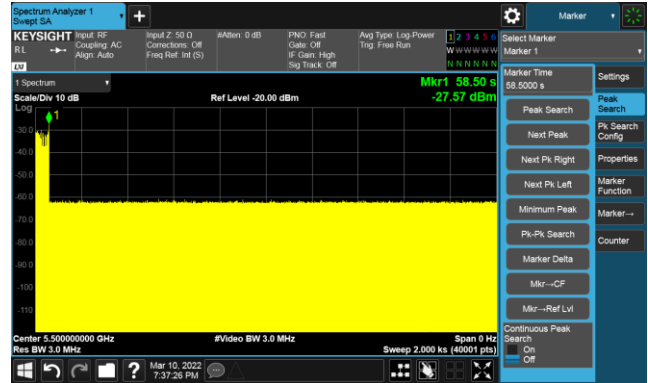 Spectrum Analyzer 1
Swept SA
Marker
KEYSIGHT
Input: RF
Input Z: 50 Ω
#Atten: 0 dB
PNO: Fast
Avg Type: Log-Power
1 2 3 4 5 6
RL
Coupling: AC
Corrections: Off
Gate: Off
Trig: Free Run
W W W W W W
Align: Auto
Freq Ref: Int (S)
IF Gain: High
N N N N N N
LXI
Sig Track: Off
Select Marker
Marker 1
1 Spectrum
Mkr1 58.50 s
Scale/Div 10 dB
Ref Level -20.00 dBm
-27.57 dBm
Log
1
-30.0
-40.0
-50.0
-60.0
-70.0
-80.0
-90.0
-100
-110
Center 5.500000000 GHz
#Video BW 3.0 MHz
Span 0 Hz
Res BW 3.0 MHz
Sweep 2.000 ks (40001 pts)
Marker Time
58.5000 s
Peak Search
Next Peak
Next Pk Right
Next Pk Left
Minimum Peak
Pk-Pk Search
Marker Delta
Mkr→CF
Mkr→Ref Lvl
Continuous Peak
Search
On
Off
Settings
Peak
Search
Pk Search
Config
Properties
Marker
Function
Marker→
Counter
?
Mar 10, 2022
7:37:26 PM